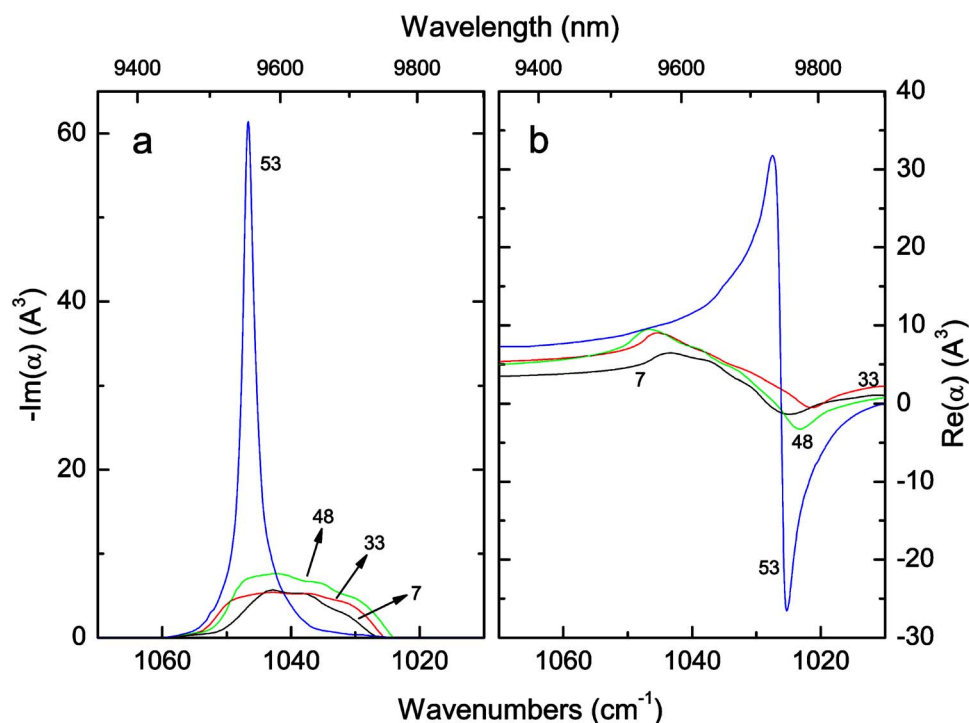 Wavelength (nm)
9400 9600 9800 9400 9600 9800
a
b
53
48
33
7
7
33
48
53
60
40
20
0
-Im(α) (A³)
40
30
20
10
0
-10
-20
-30
Re(α) (A³)
1060 1040 1020 1060 1040 1020
Wavenumbers (cm⁻¹)